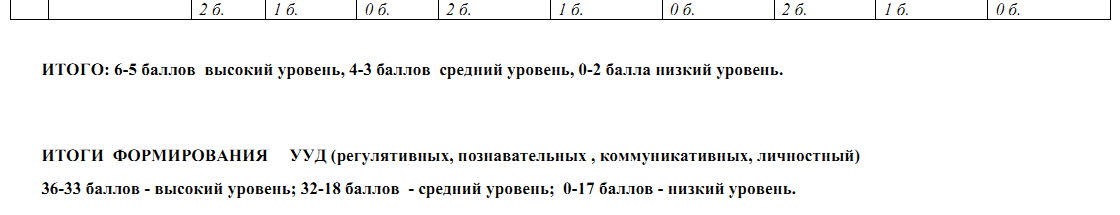 2 б. 1 б. 0 б. 2 б. 1 б. 0 б. 2 б. 1 б. 0 б.
ИТОГО: 6-5 баллов высокий уровень, 4-3 баллов средний уровень, 0-2 балла низкий уровень.
ИТОГИ ФОРМИРОВАНИЯ УУД (регулятивных, познавательных , коммуникативных, личностный)
36-33 баллов - высокий уровень; 32-18 баллов - средний уровень; 0-17 баллов - низкий уровень.